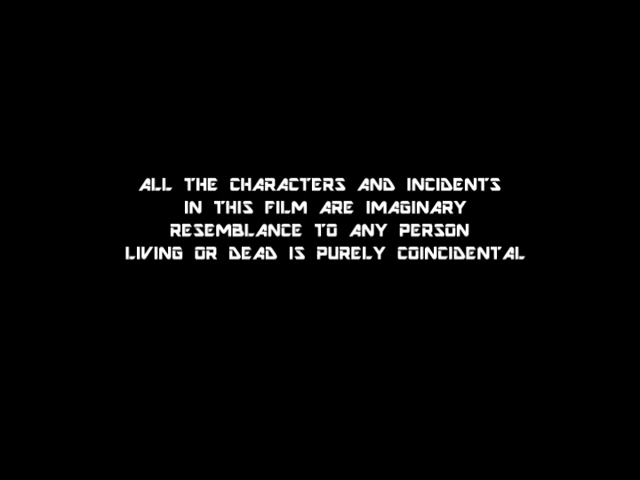 ALL THE CHARACTERS AND INCIDENTS
IN THIS FILM ARE IMAGINARY
RESEMBLANCE TO ANY PERSON
LIVING OR DEAD IS PURELY COINCIDENTAL